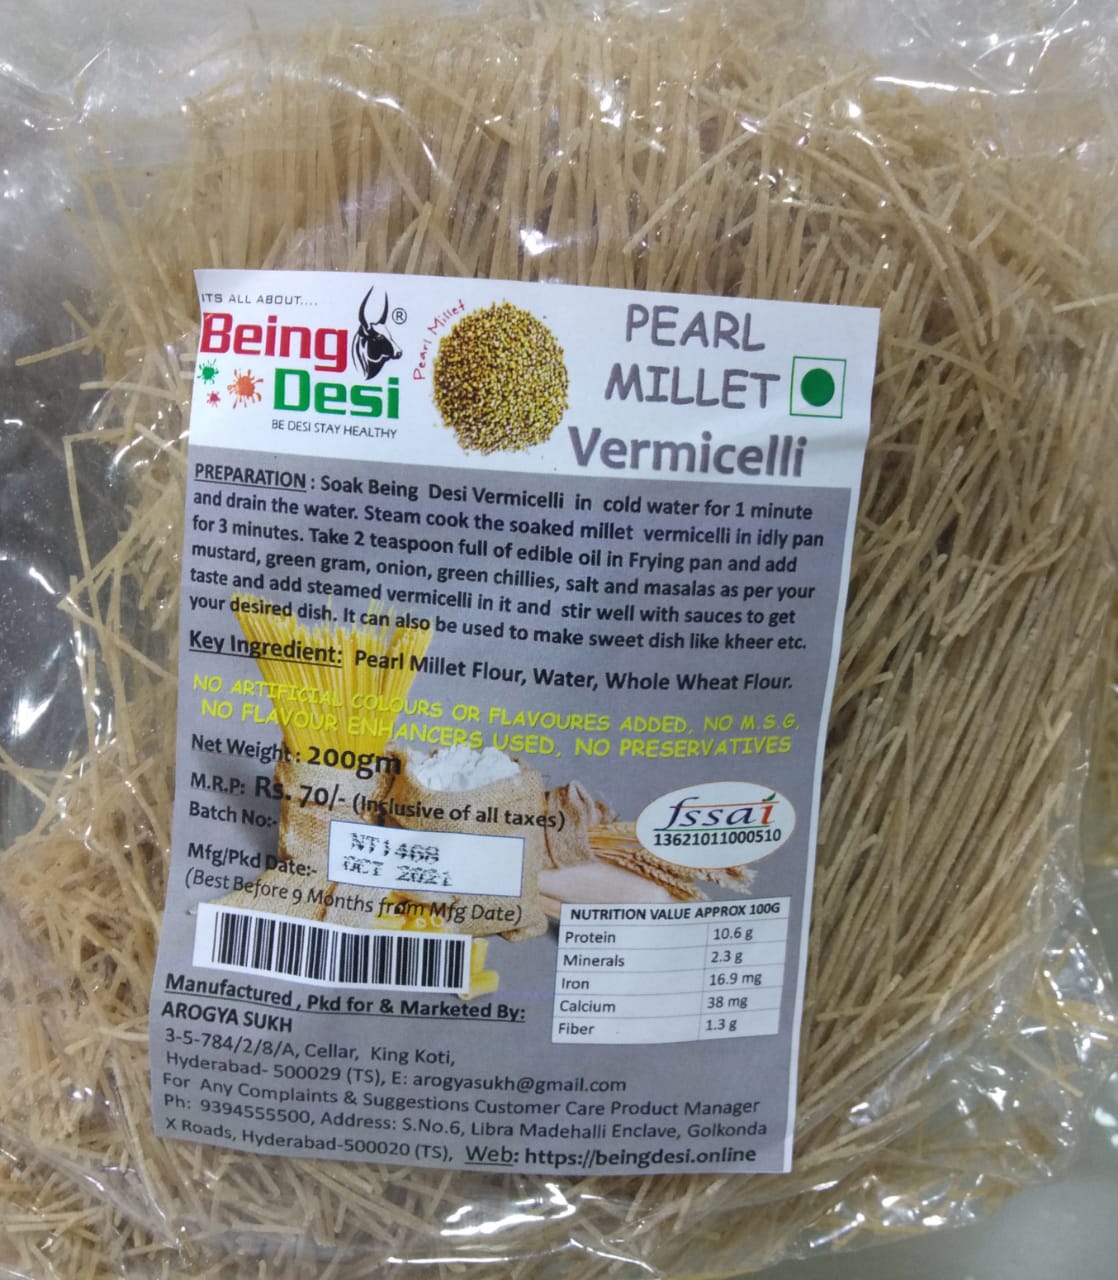 ITS ALL ABOUT....
Being ®
Desi
BE DESI STAY HEALTHY
Pearl Millet
PEARL
MILLET
Vermicelli
PREPARATION : Soak Being Desi Vermicelli in cold water for 1 minute
and drain the water. Steam cook the soaked millet vermicelli in idly pan
for 3 minutes. Take 2 teaspoon full of edible oil in Frying pan and add
mustard, green gram, onion, green chillies, salt and masalas as per your
taste and add steamed vermicelli in it and stir well with sauces to get
your desired dish. It can also be used to make sweet dish like kheer etc.
Key Ingredient: Pearl Millet Flour, Water, Whole Wheat Flour.
NO ARTIFICIAL COLOURS OR FLAVOURES ADDED, NO M.S.G,
NO FLAVOUR ENHANCERS USED, NO PRESERVATIVES
Net Weight : 200gm
M.R.P: Rs. 70/- (Inclusive of all taxes)
Batch No:-
NT1468
Mfg/Pkd Date:-
OCT 2021
(Best Before 9 Months from Mfg Date)
fssai
13621011000510
NUTRITION VALUE APPROX 100G
Protein 10.6 g
Minerals 2.3 g
Iron 16.9 mg
Calcium 38 mg
Fiber 1.3 g
Manufactured, Pkd for & Marketed By:
AROGYA SUKH
3-5-784/2/8/A, Cellar, King Koti,
Hyderabad- 500029 (TS), E: arogyasukh@gmail.com
For Any Complaints & Suggestions Customer Care Product Manager
Ph: 9394555500, Address: S.No.6, Libra Madehalli Enclave, Golkonda
X Roads, Hyderabad-500020 (TS), Web: https://beingdesi.online